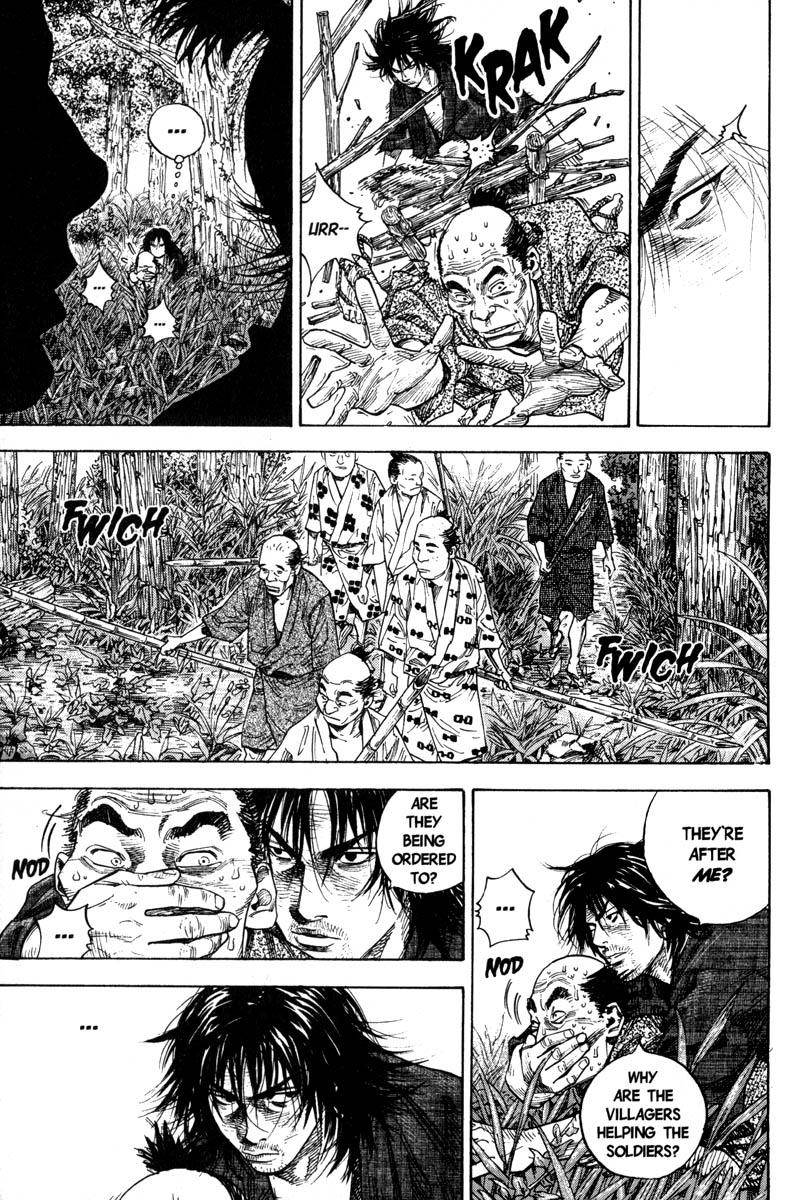 KRAK
URR--
...
...
...
FWICH
FWICH
THEY'RE
AFTER
ME?
...
NOD
WHY
ARE THE
VILLAGERS
HELPING THE
SOLDIERS?
ARE
THEY
BEING
ORDERED
TO?
NOD
...
...